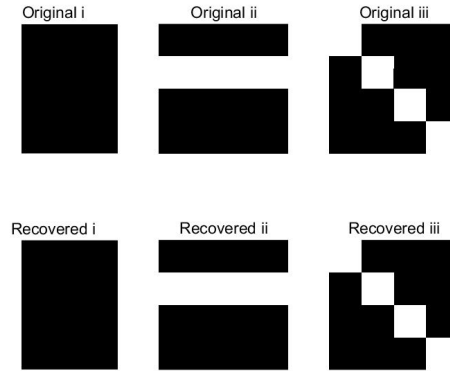 Original i
Original ii
Original iii
Recovered i
Recovered ii
Recovered iii